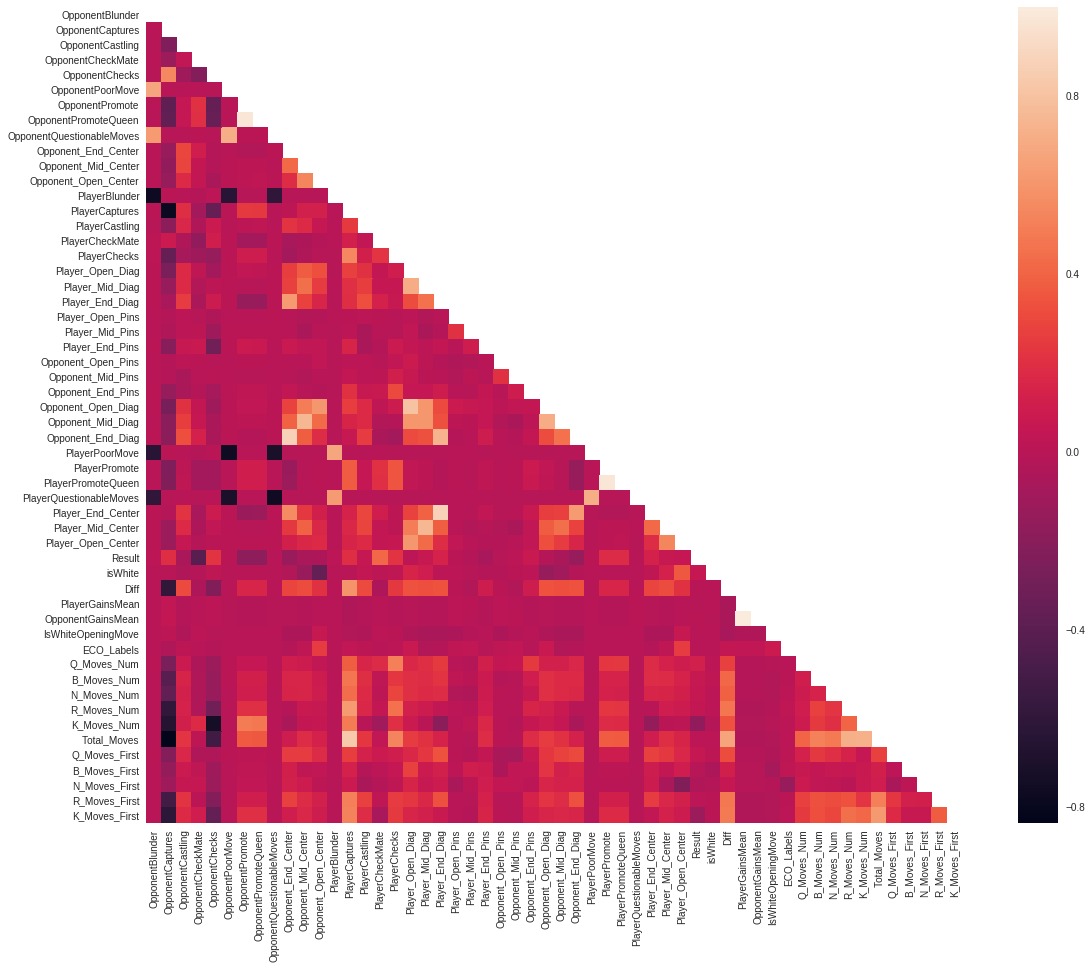 OpponentBlunder
OpponentCaptures
OpponentCastling
OpponentCheckMate
OpponentChecks
OpponentPoorMove
OpponentPromote
OpponentPromoteQueen
OpponentQuestionableMoves
Opponent_End_Center
Opponent_Mid_Center
Opponent_Open_Center
PlayerBlunder
PlayerCaptures
PlayerCastling
PlayerCheckMate
PlayerChecks
Player_Open_Diag
Player_Mid_Diag
Player_End_Diag
Player_Open_Pins
Player_Mid_Pins
Player_End_Pins
Opponent_Open_Pins
Opponent_Mid_Pins
Opponent_End_Pins
Opponent_Open_Diag
Opponent_Mid_Diag
Opponent_End_Diag
PlayerPoorMove
PlayerPromote
PlayerPromoteQueen
PlayerQuestionableMoves
Player_End_Center
Player_Mid_Center
Player_Open_Center
Result
isWhite
Diff
PlayerGainsMean
OpponentGainsMean
IsWhiteOpeningMove
ECO_Labels
Q_Moves_Num
B_Moves_Num
N_Moves_Num
R_Moves_Num
K_Moves_Num
Total_Moves
Q_Moves_First
B_Moves_First
N_Moves_First
R_Moves_First
K_Moves_First
OpponentBlunder
OpponentCaptures
OpponentCastling
OpponentCheckMate
OpponentChecks
OpponentPoorMove
OpponentPromote
OpponentPromoteQueen
OpponentQuestionableMoves
Opponent_End_Center
Opponent_Mid_Center
Opponent_Open_Center
PlayerBlunder
PlayerCaptures
PlayerCastling
PlayerCheckMate
PlayerChecks
Player_Open_Diag
Player_Mid_Diag
Player_End_Diag
Player_Open_Pins
Player_Mid_Pins
Player_End_Pins
Opponent_Open_Pins
Opponent_Mid_Pins
Opponent_End_Pins
Opponent_Open_Diag
Opponent_Mid_Diag
Opponent_End_Diag
PlayerPoorMove
PlayerPromote
PlayerPromoteQueen
PlayerQuestionableMoves
Player_End_Center
Player_Mid_Center
Player_Open_Center
Result
isWhite
Diff
PlayerGainsMean
OpponentGainsMean
IsWhiteOpeningMove
ECO_Labels
Q_Moves_Num
B_Moves_Num
N_Moves_Num
R_Moves_Num
K_Moves_Num
Total_Moves
Q_Moves_First
B_Moves_First
N_Moves_First
R_Moves_First
K_Moves_First
0.8
0.4
0.0
−0.4
−0.8